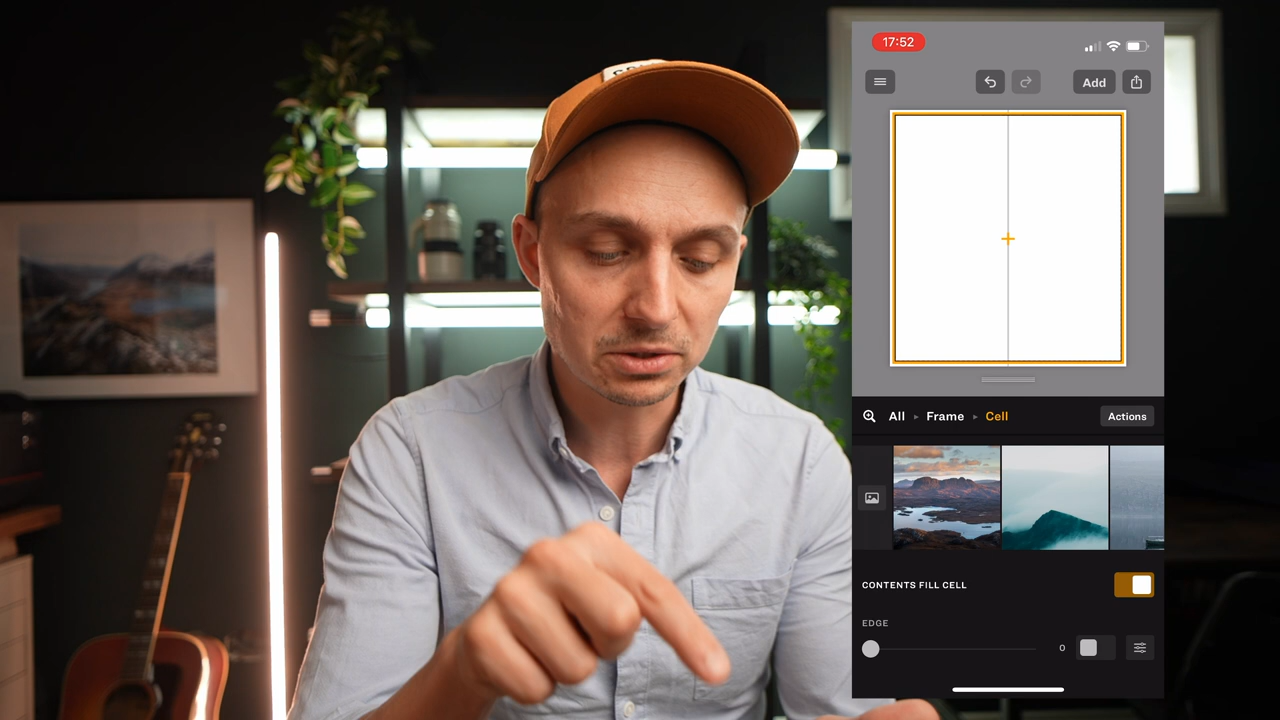 17:52
Add
All ▸ Frame ▸ Cell
Actions
CONTENTS FILL CELL
EDGE
0